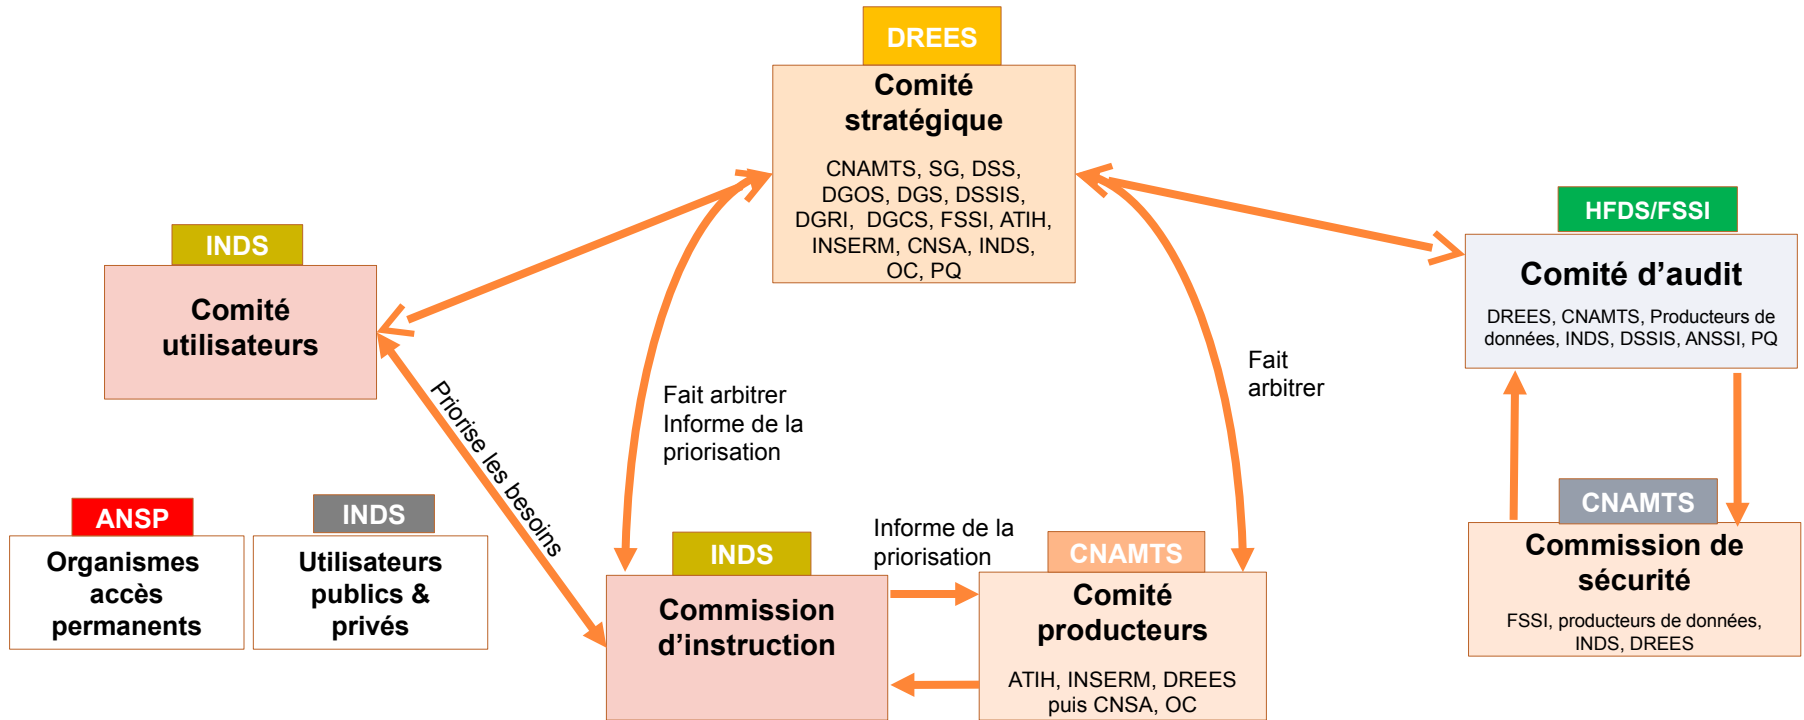 DREES
Comité
stratégique
CNAMTS, SG, DSS,
DGOS, DGS, DSSIS,
DGRI, DGCS, FSSI, ATIH,
INSERM, CNSA, INDS,
OC, PQ
HFDS/FSSI
Comité d’audit
DREES, CNAMTS, Producteurs de
données, INDS, DSSIS, ANSSI, PQ
INDS
Comité
utilisateurs
Priorise les besoins
Fait arbitrer
Informe de la
priorisation
Fait
arbitrer
ANSP
Organismes
accès
permanents
INDS
Utilisateurs
publics &
privés
INDS
Commission
d’instruction
Informe de la
priorisation
CNAMTS
Comité
producteurs
ATIH, INSERM, DREES
puis CNSA, OC
CNAMTS
Commission de
sécurité
FSSI, producteurs de données,
INDS, DREES